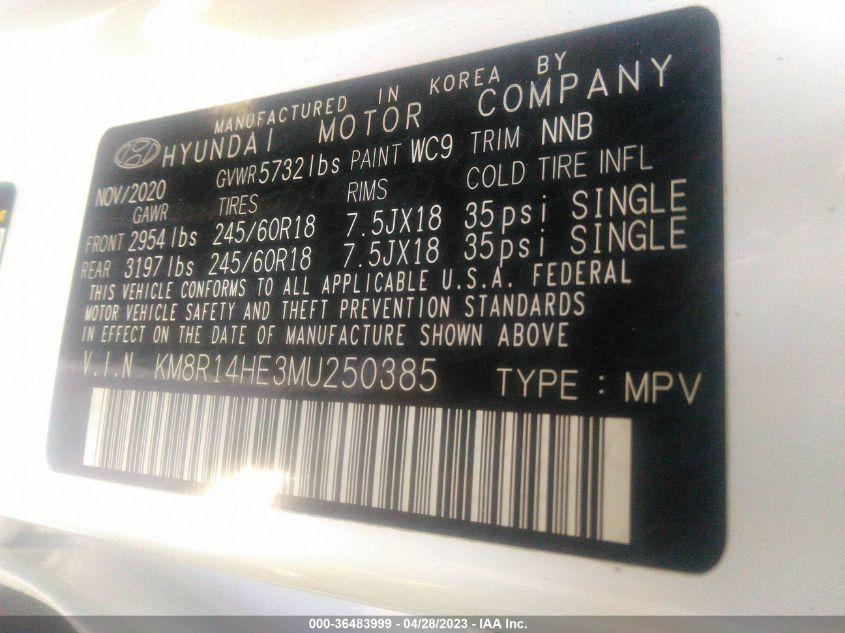 MANUFACTURED IN KOREA BY
HYUNDAI MOTOR COMPANY
NOV/2020 GVWR 5732 lbs PAINT WC9 TRIM NNB
GAWR TIRES RIMS COLD TIRE INFL
FRONT 2954 lbs 245/60R18 7.5JX18 35psi SINGLE
REAR 3197 lbs 245/60R18 7.5JX18 35psi SINGLE
THIS VEHICLE CONFORMS TO ALL APPLICABLE U.S.A. FEDERAL
MOTOR VEHICLE SAFETY AND THEFT PREVENTION STANDARDS
IN EFFECT ON THE DATE OF MANUFACTURE SHOWN ABOVE
V.I.N KM8R14HE3MU250385 TYPE : MPV
000-36483999 - 04/28/2023 - IAA Inc.